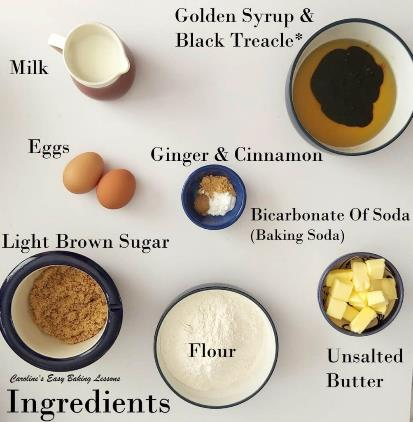 Golden Syrup &
Black Treacle*
Milk
Eggs
Ginger & Cinnamon
Bicarbonate Of Soda
(Baking Soda)
Light Brown Sugar
Flour
Unsalted
Butter
Caroline's Easy Baking Lessons
Ingredients